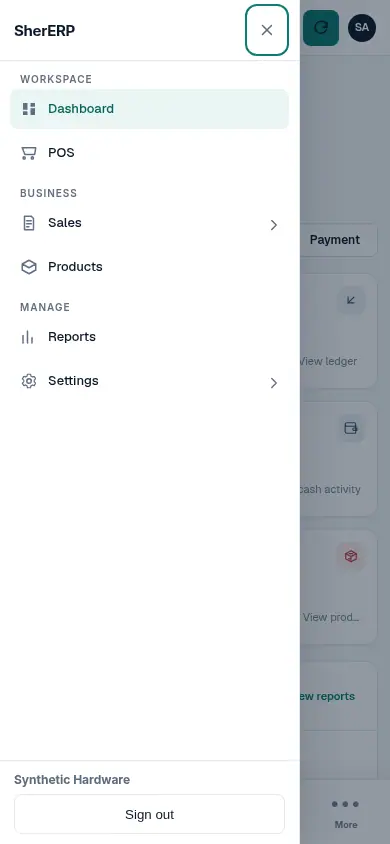 SherERP
SA
WORKSPACE
Dashboard
POS
BUSINESS
Sales
Payment
Products
MANAGE
Reports
View ledger
Settings
cash activity
View prod...
ew reports
Synthetic Hardware
Sign out
More